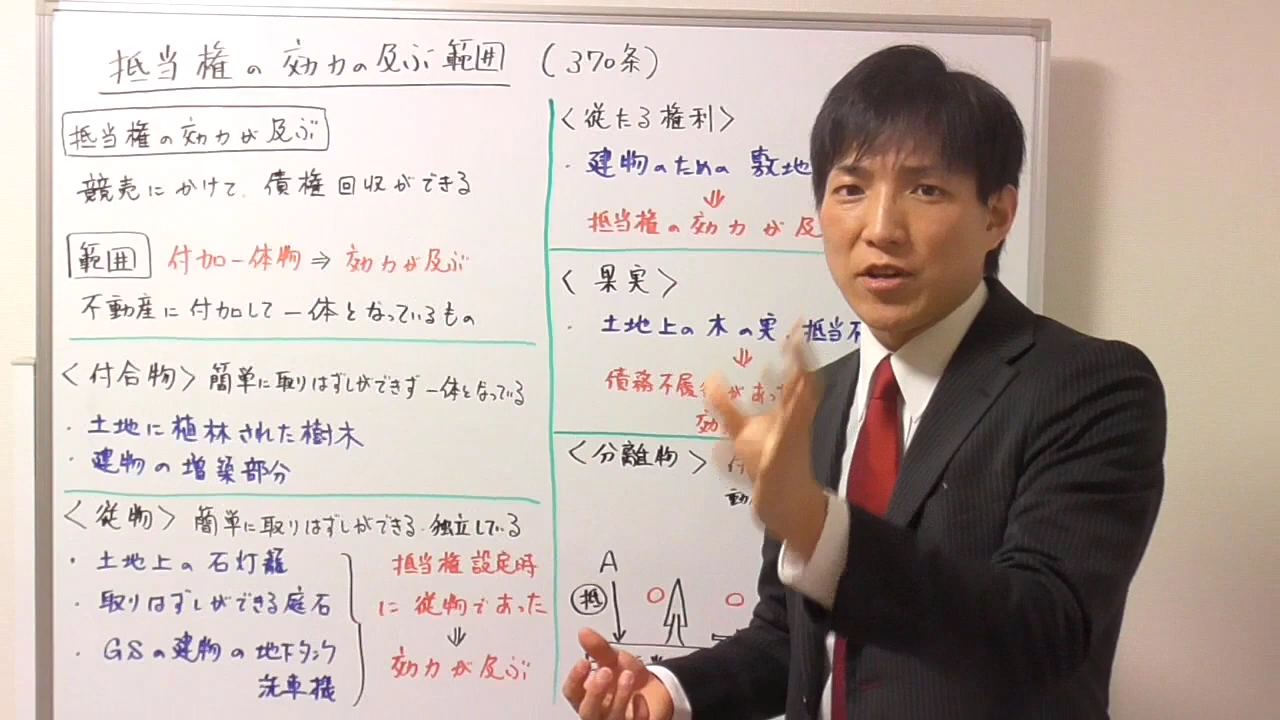 抵当権の効力の及ぶ範囲 (370条)
抵当権の効力が及ぶ
競売にかけて、債権回収ができる
範囲 付加一体物⇒効力が及ぶ
不動産に付加して一体となっているもの
<付合物> 簡単に取りはずしができず一体となっている
・土地に植林された樹木
・建物の増築部分
<従物> 簡単に取りはずしができる・独立している
・土地上の石灯籠
・取りはずしができる庭石
・GSの建物の地下タンク
洗車機
抵当権設定時
に従物であった
⇓
効力が及ぶ
<従たる権利>
・建物のための敷地
⇓
抵当権の効力が及
<果実>
・土地上の木の実、抵当不
⇓
債務不履行があった
効
<分離物> 付
動
A
抵